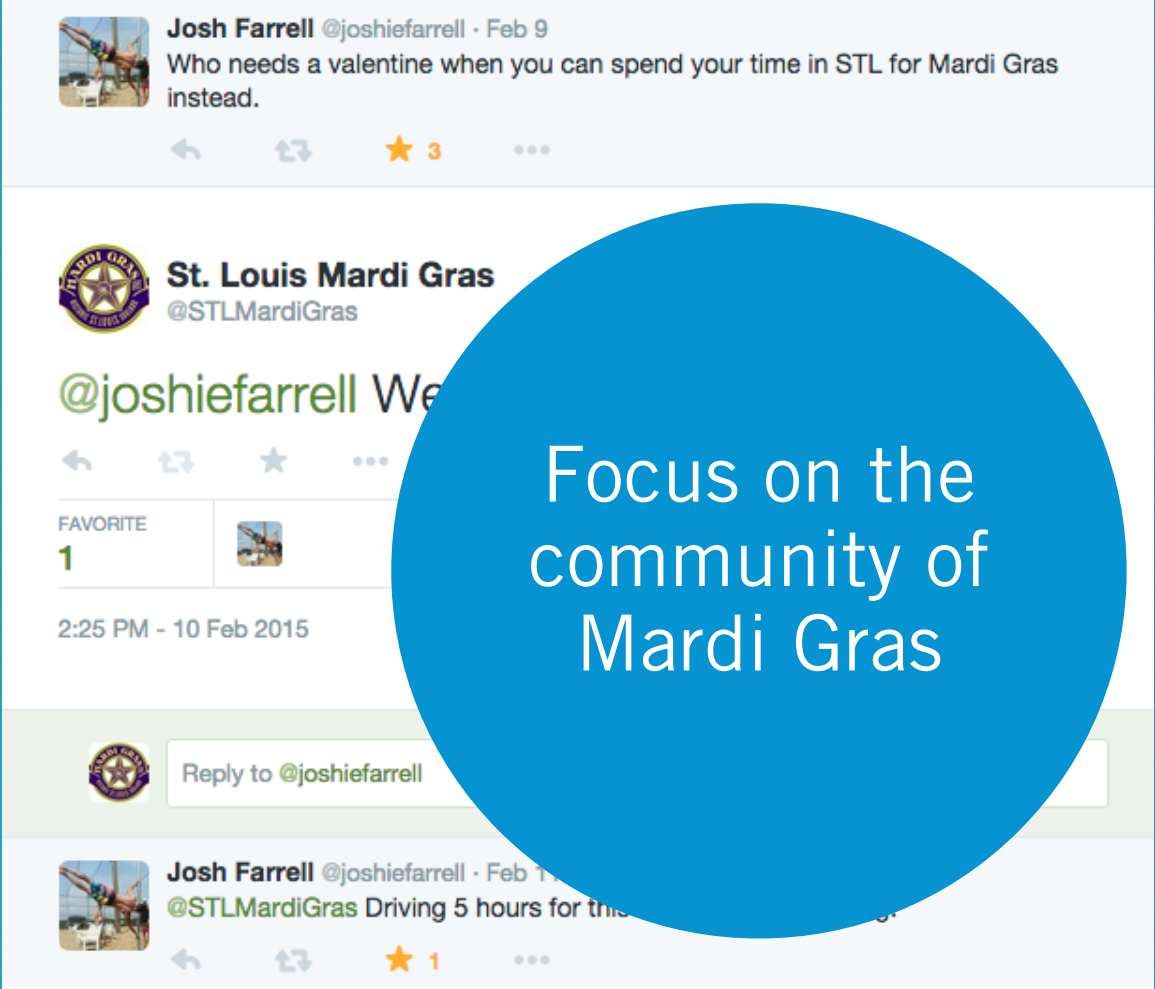 Josh Farrell @joshiefarrell · Feb 9
Who needs a valentine when you can spend your time in STL for Mardi Gras
instead.
3
MARDI GRAS
St. Louis Mardi Gras
@STLMardiGras
@joshiefarrell We
FAVORITE
1
2:25 PM - 10 Feb 2015
Focus on the
community of
Mardi Gras
Reply to @joshiefarrell
Josh Farrell @joshiefarrell · Feb
@STLMardiGras Driving 5 hours for this
1